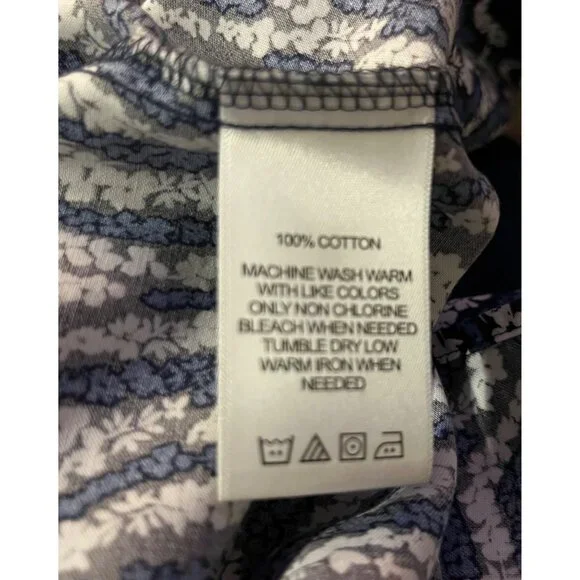 100% COTTON
MACHINE WASH WARM
WITH LIKE COLORS
ONLY NON CHLORINE
BLEACH WHEN NEEDED
TUMBLE DRY LOW
WARM IRON WHEN
NEEDED